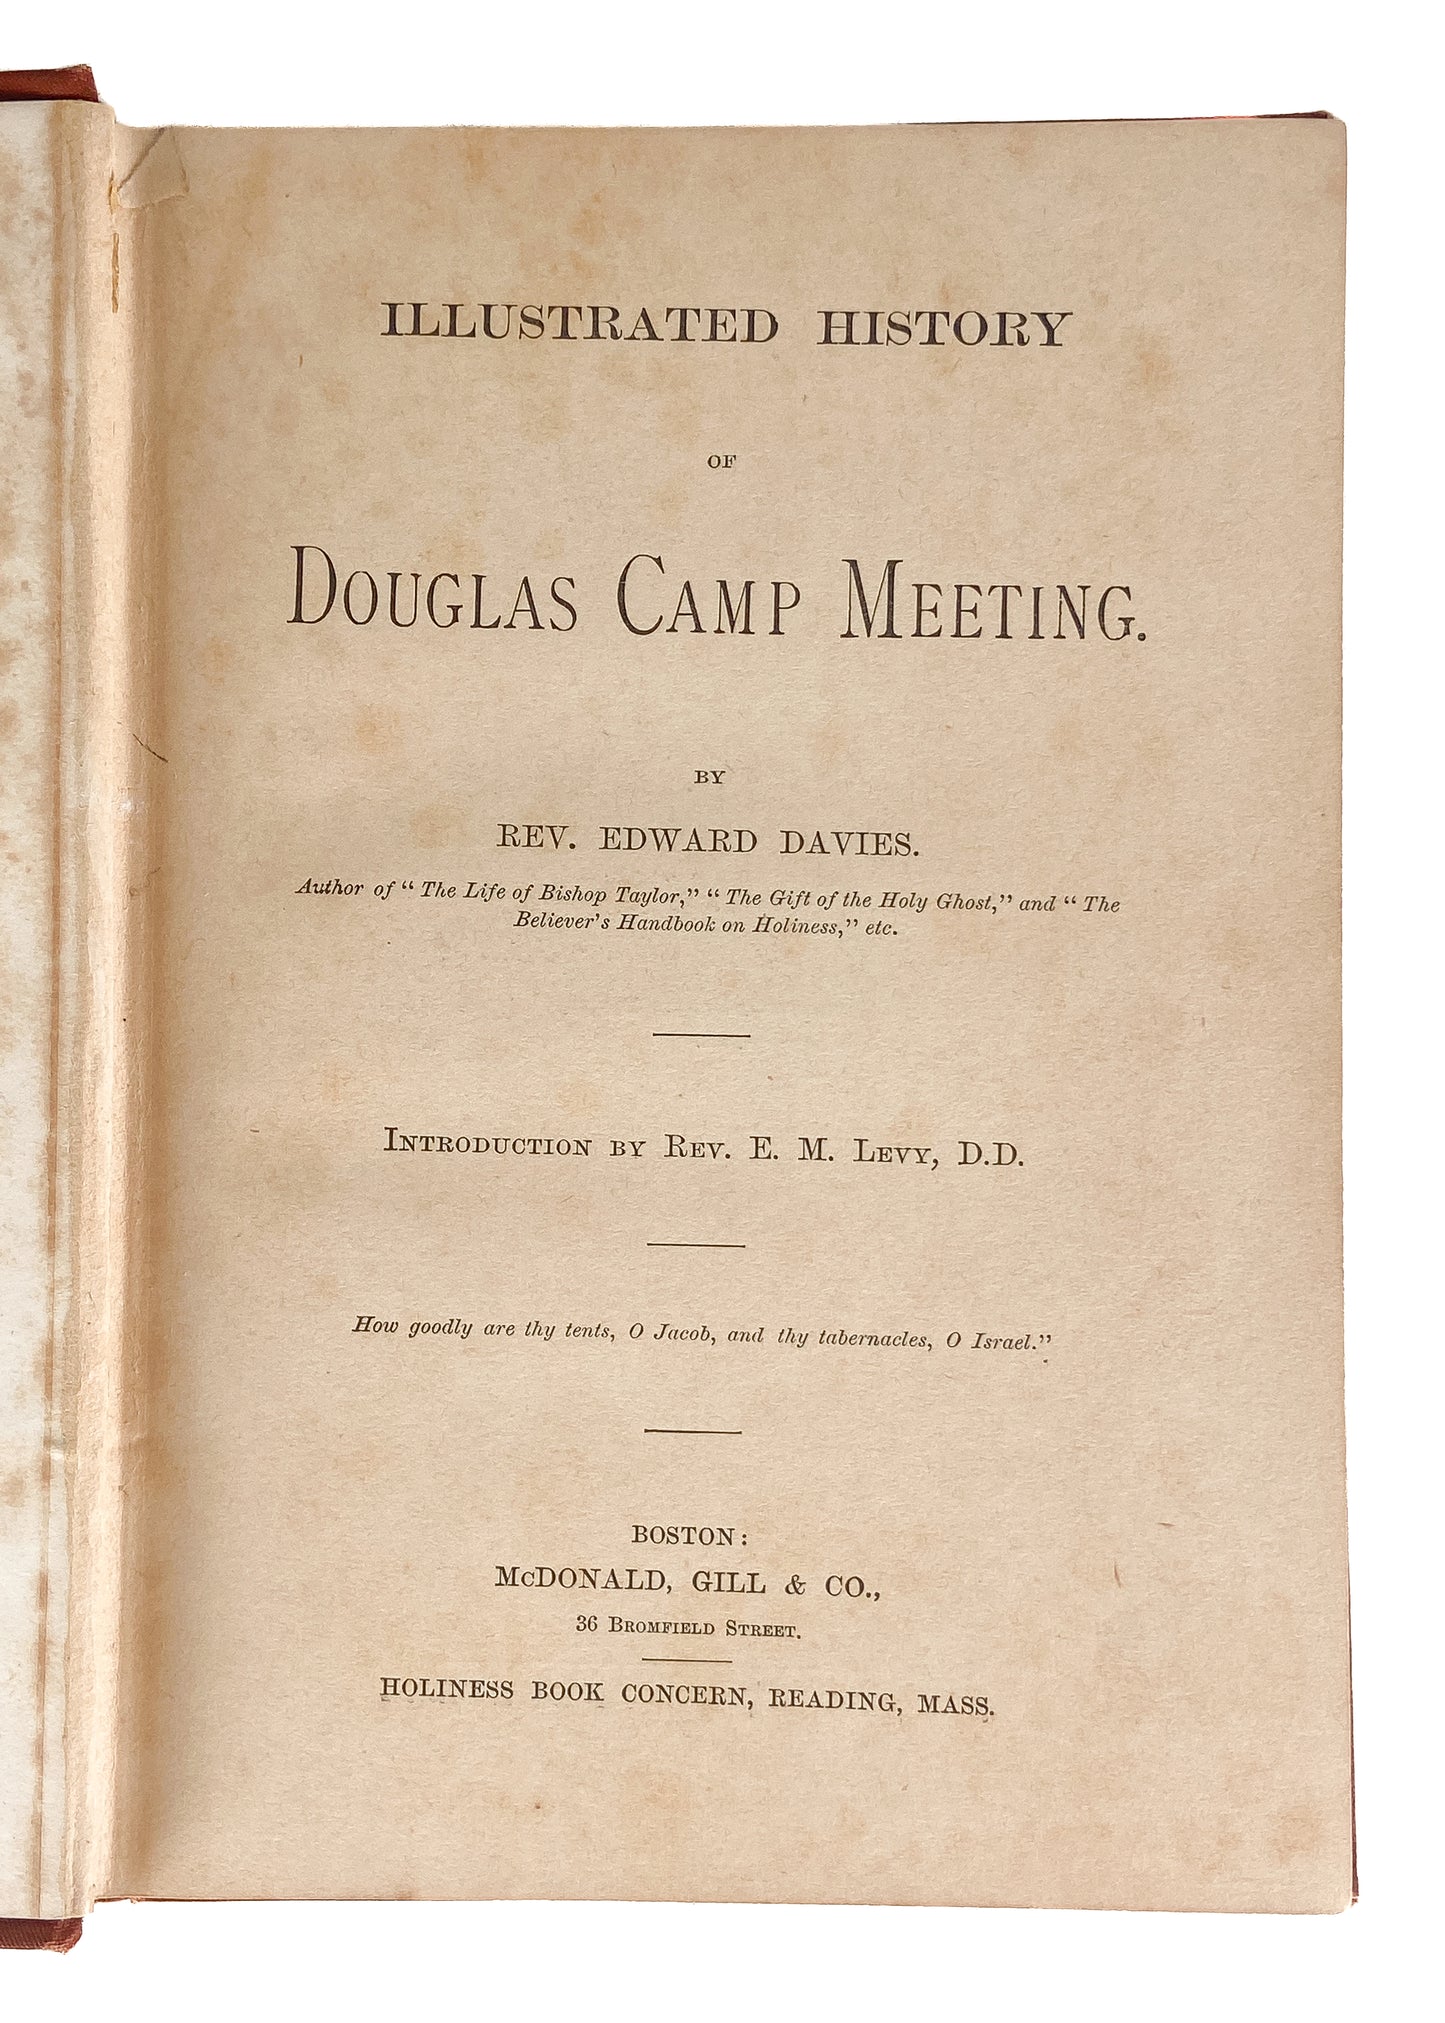 ILLUSTRATED HISTORY
OF
DOUGLAS CAMP MEETING.
BY
REV. EDWARD DAVIES.
Author of “ The Life of Bishop Taylor,” “ The Gift of the Holy Ghost,” and “ The
Believer’s Handbook on Holiness,” etc.
INTRODUCTION BY REV. E. M. LEVY, D.D.
How goodly are thy tents, O Jacob, and thy tabernacles, O Israel.”
BOSTON:
McDONALD, GILL & CO.,
36 BROMFIELD STREET.
HOLINESS BOOK CONCERN, READING, MASS.